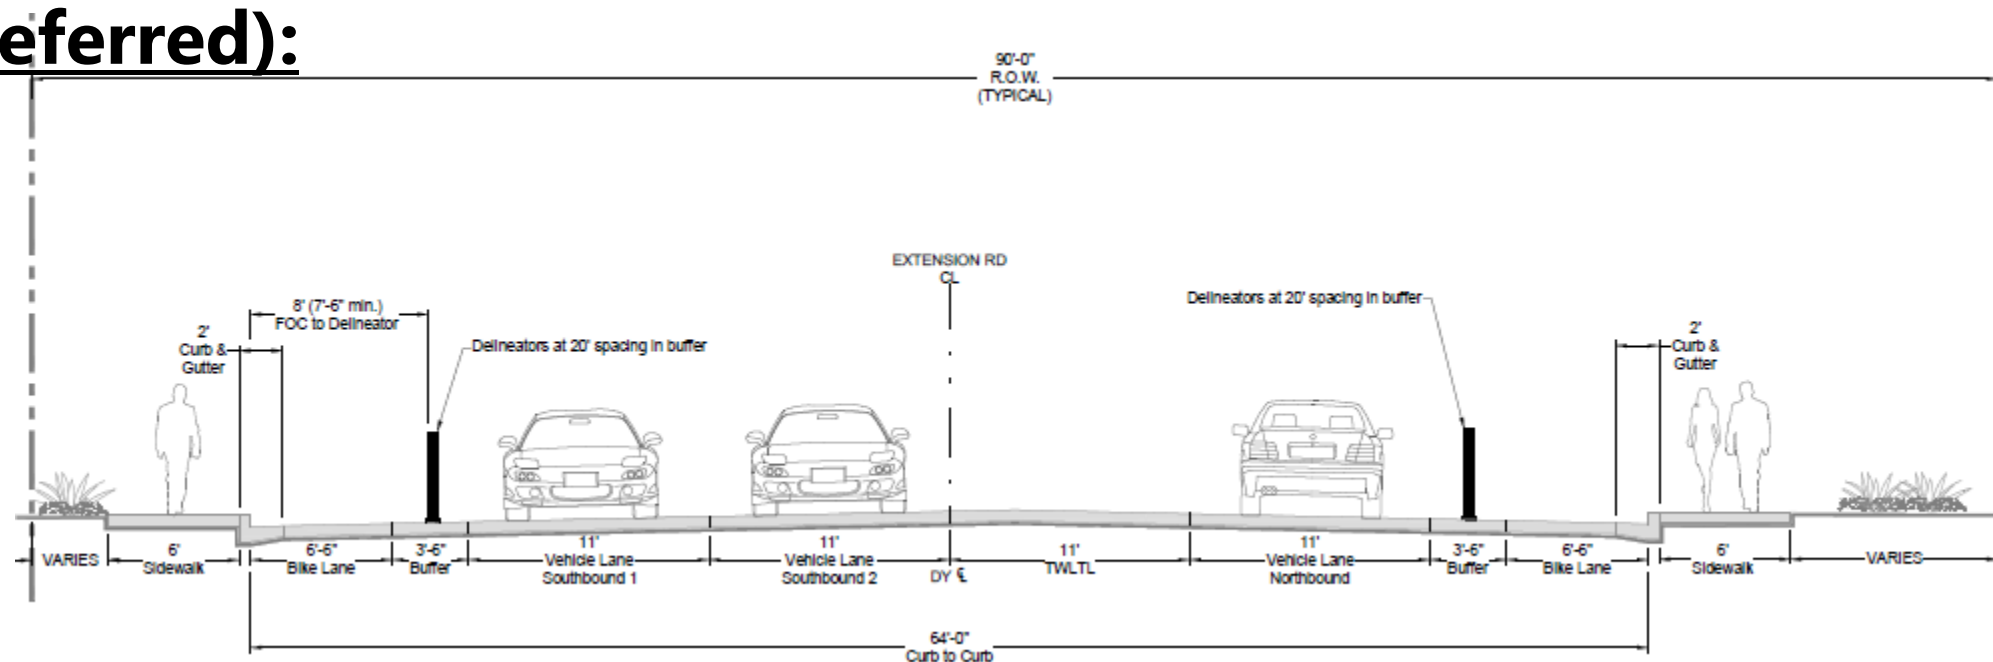 eferred):
90'-0"
R.O.W.
(TYPICAL)
EXTENSION RD
CL
8' (7'-6" min.)
FOC to Delineator
Delineators at 20' spacing in buffer
2'
Curb &
Gutter
Delineators at 20' spacing in buffer
2'
Curb &
Gutter
VARIES
6'
Sidewalk
6'-6"
Bike Lane
3'-6"
Buffer
11'
Vehicle Lane
Southbound 1
11'
Vehicle Lane
Southbound 2
DY ℄
11'
TWLTL
11'
Vehicle Lane
Northbound
3'-6"
Buffer
6'-6"
Bike Lane
6'
Sidewalk
VARIES
64'-0"
Curb to Curb